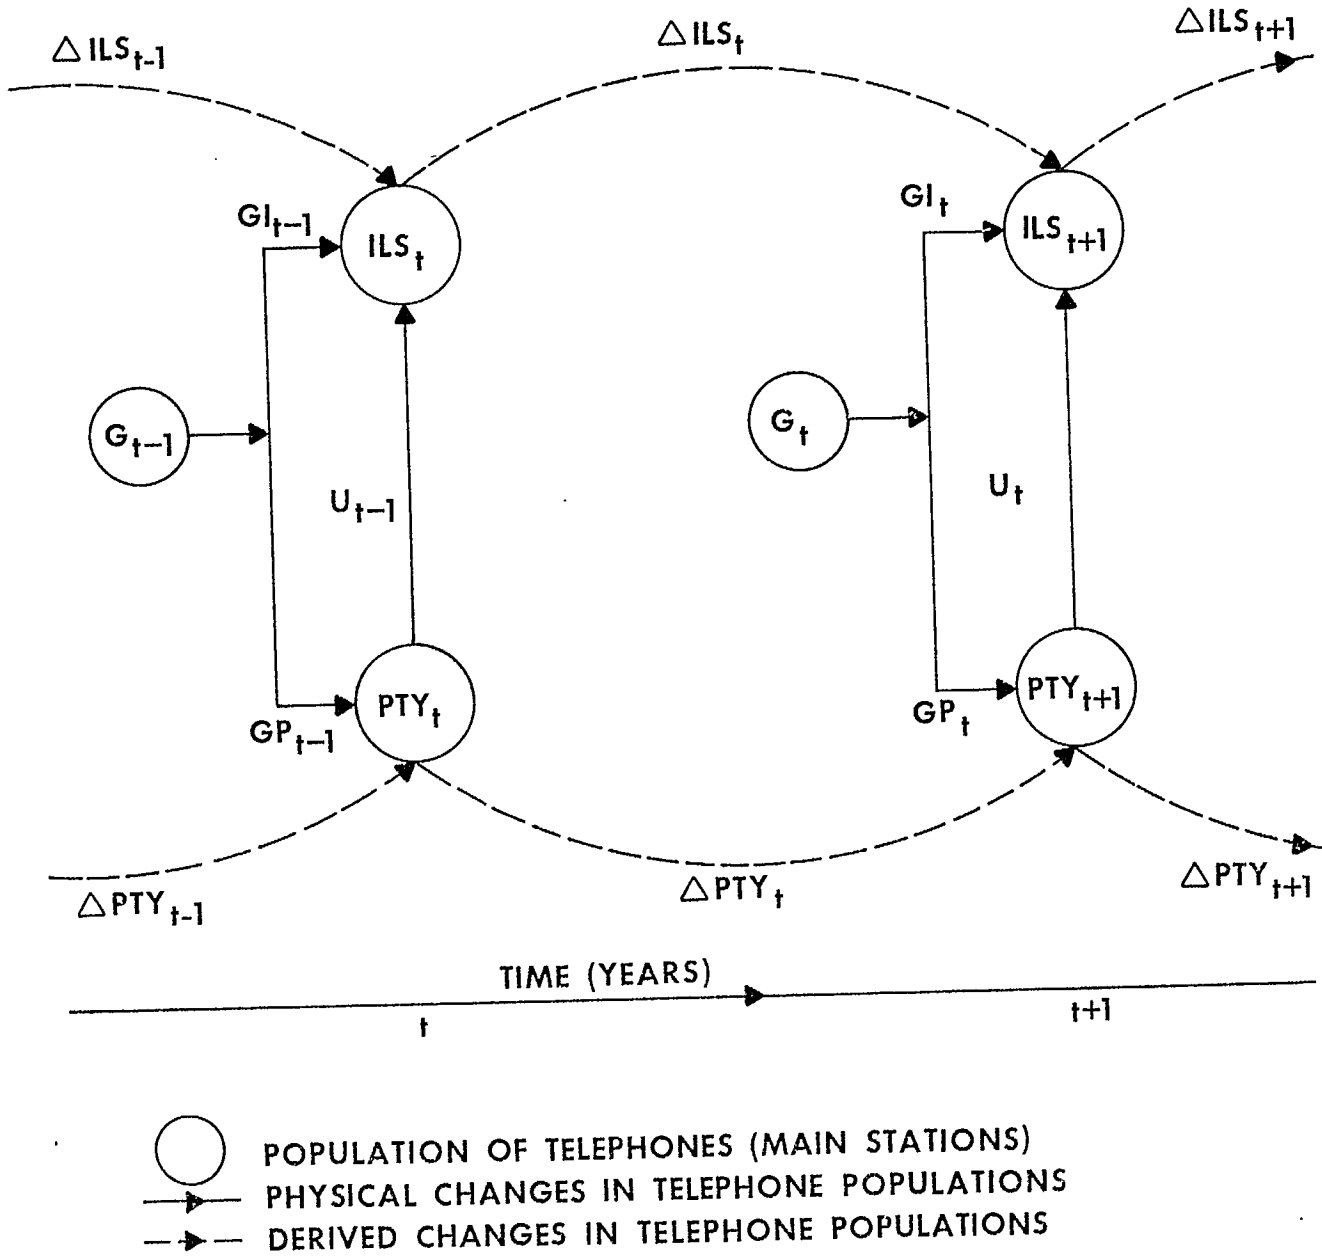 △ILSt-1
△ILSt
△ILSt+1
GIt-1
ILSt
GIt
ILSt+1
Gt-1
Gt
Ut-1
Ut
PTYt
GPt-1
PTYt+1
GPt
△PTYt-1
△PTYt
△PTYt+1
TIME (YEARS)
t
t+1
POPULATION OF TELEPHONES (MAIN STATIONS)
PHYSICAL CHANGES IN TELEPHONE POPULATIONS
DERIVED CHANGES IN TELEPHONE POPULATIONS